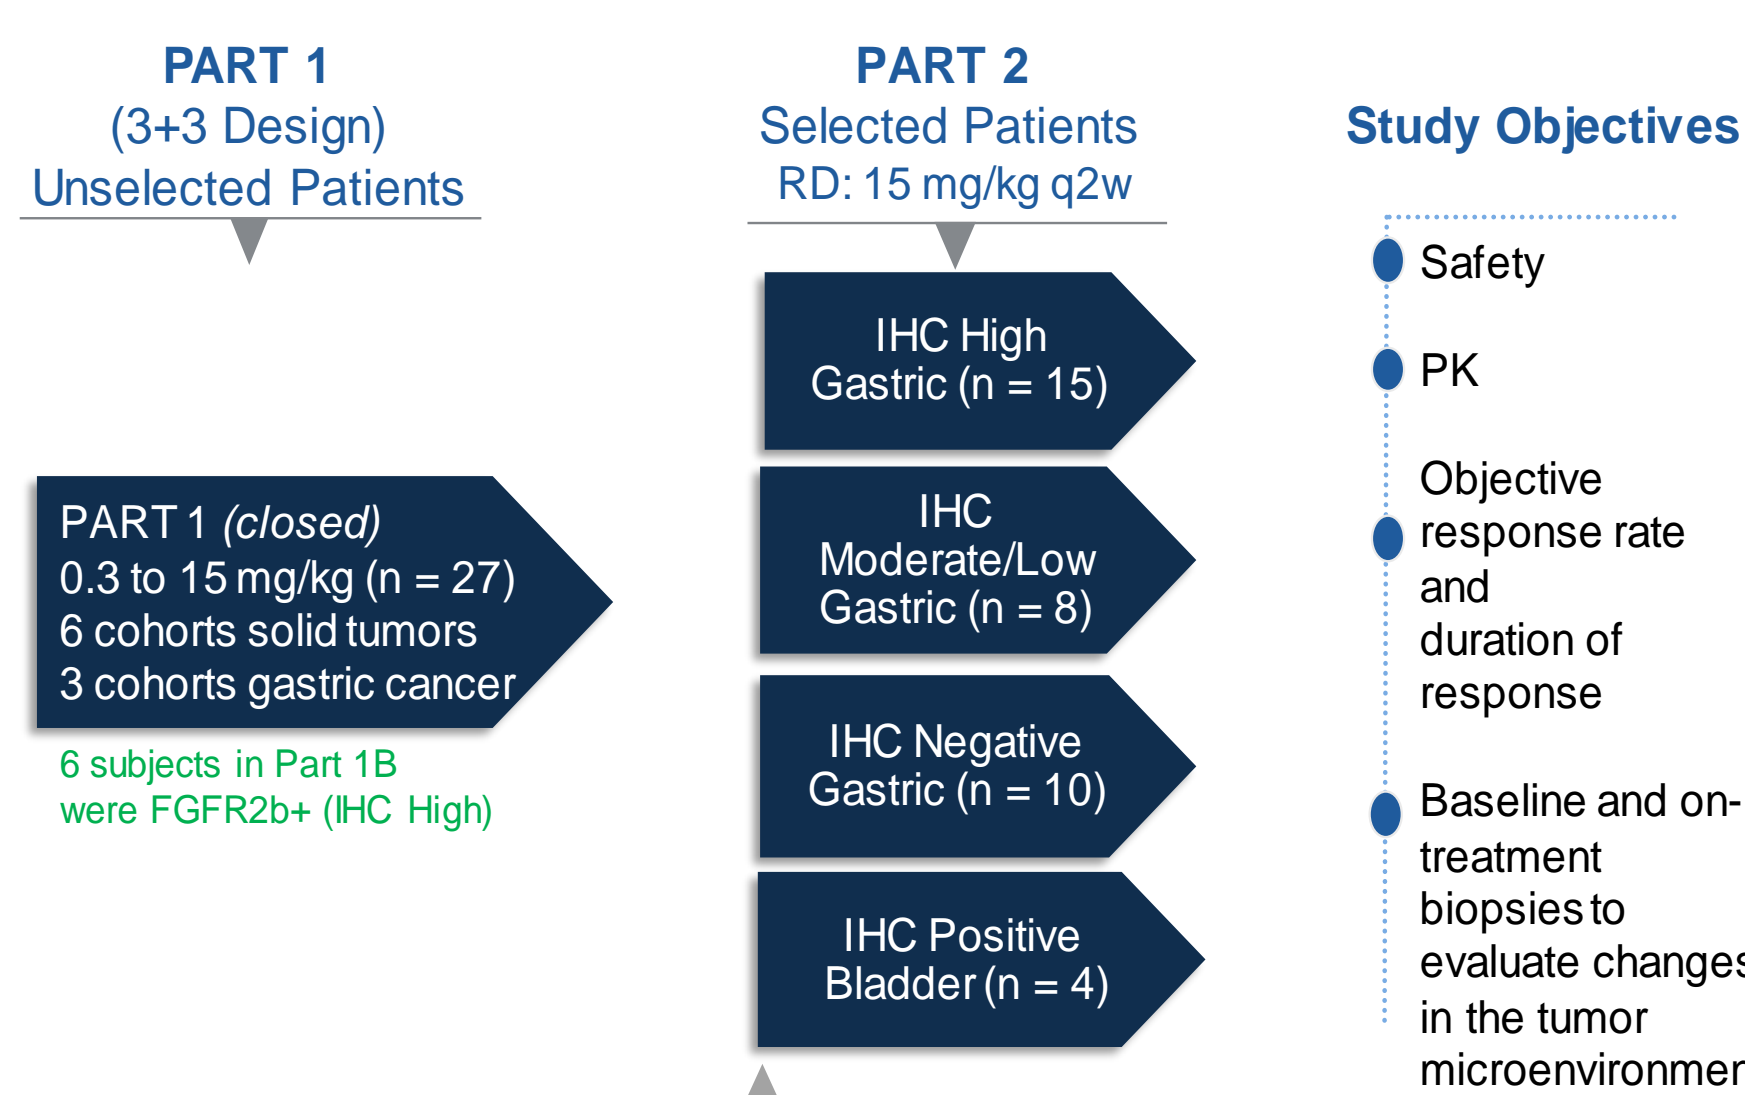 PART 1
(3+3 Design)
Unselected Patients
PART 1 (closed)
0.3 to 15 mg/kg (n = 27)
6 cohorts solid tumors
3 cohorts gastric cancer
6 subjects in Part 1B
were FGFR2b+ (IHC High)
PART 2
Selected Patients
RD: 15 mg/kg q2w
IHC High
Gastric (n = 15)
IHC
Moderate/Low
Gastric (n = 8)
IHC Negative
Gastric (n = 10)
IHC Positive
Bladder (n = 4)
Study Objectives
Safety
PK
Objective
response rate
and
duration of
response
Baseline and on-
treatment
biopsies to
evaluate changes
in the tumor
microenvironmen